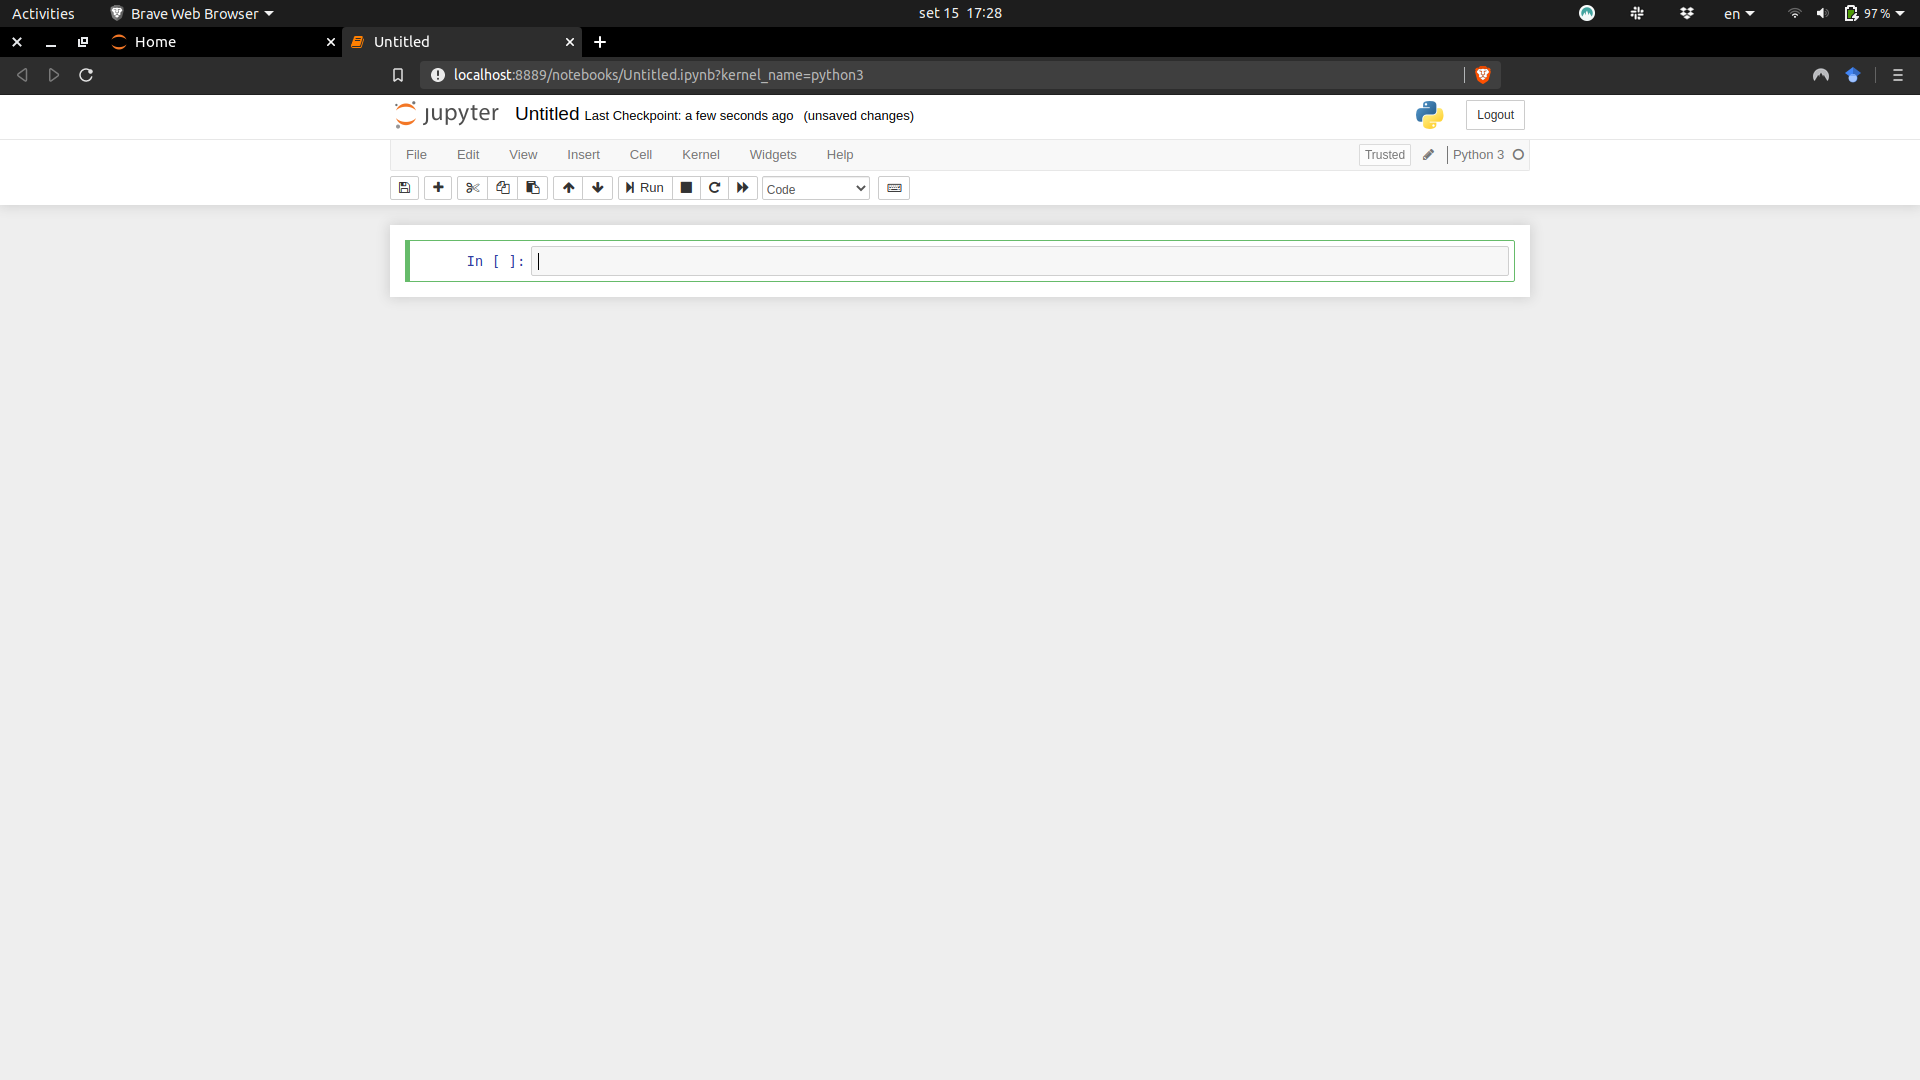 Activities Brave Web Browser set 15 17:28 en 97 %
Home Untitled
localhost:8889/notebooks/Untitled.ipynb?kernel_name=python3
jupyter Untitled Last Checkpoint: a few seconds ago (unsaved changes) Logout
File Edit View Insert Cell Kernel Widgets Help Trusted Python 3
Run Code
In [ ]: